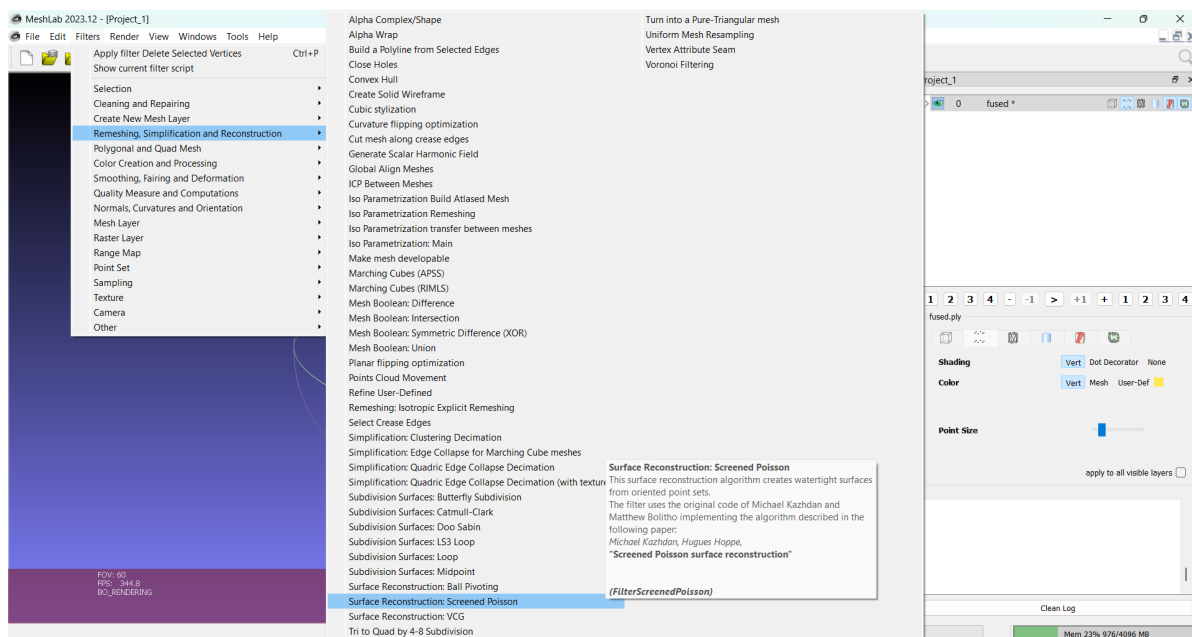 MeshLab 2023.12 - [Project_1]
File Edit Filters Render View Windows Tools Help
Apply filter Delete Selected Vertices Ctrl+P
Show current filter script
Selection
Cleaning and Repairing
Create New Mesh Layer
Remeshing, Simplification and Reconstruction
Polygonal and Quad Mesh
Color Creation and Processing
Smoothing, Fairing and Deformation
Quality Measure and Computations
Normals, Curvatures and Orientation
Mesh Layer
Raster Layer
Range Map
Point Set
Sampling
Texture
Camera
Other
Alpha Complex/Shape
Alpha Wrap
Build a Polyline from Selected Edges
Close Holes
Convex Hull
Create Solid Wireframe
Cubic stylization
Curvature flipping optimization
Cut mesh along crease edges
Generate Scalar Harmonic Field
Global Align Meshes
ICP Between Meshes
Iso Parametrization Build Atlased Mesh
Iso Parametrization Remeshing
Iso Parametrization transfer between meshes
Iso Parametrization: Main
Make mesh developable
Marching Cubes (APSS)
Marching Cubes (RIMLS)
Mesh Boolean: Difference
Mesh Boolean: Intersection
Mesh Boolean: Symmetric Difference (XOR)
Mesh Boolean: Union
Planar flipping optimization
Points Cloud Movement
Refine User-Defined
Remeshing: Isotropic Explicit Remeshing
Select Crease Edges
Simplification: Clustering Decimation
Simplification: Edge Collapse for Marching Cube meshes
Simplification: Quadric Edge Collapse Decimation
Simplification: Quadric Edge Collapse Decimation (with texture
Subdivision Surfaces: Butterfly Subdivision
Subdivision Surfaces: Catmull-Clark
Subdivision Surfaces: Doo Sabin
Subdivision Surfaces: LS3 Loop
Subdivision Surfaces: Loop
Subdivision Surfaces: Midpoint
Surface Reconstruction: Ball Pivoting
Surface Reconstruction: Screened Poisson
Surface Reconstruction: VCG
Tri to Quad by 4-8 Subdivision
Turn into a Pure-Triangular mesh
Uniform Mesh Resampling
Vertex Attribute Seam
Voronoi Filtering
Surface Reconstruction: Screened Poisson
This surface reconstruction algorithm creates watertight surfaces
from oriented point sets.
The filter uses the original code of Michael Kazhdan and
Matthew Bolitho implementing the algorithm described in the
following paper:
Michael Kazhdan, Hugues Hoppe,
"Screened Poisson surface reconstruction"
(FilterScreenedPoisson)
FOV: 60
FPS: 344.8
BO_RENDERING
roject_1
0 fused *
1 2 3 4 - -1 > +1 + 1 2 3 4
fused.ply
Shading Vert Dot Decorator None
Color Vert Mesh User-Def
Point Size
apply to all visible layers
Clean Log
Mem 23% 976/4096 MB